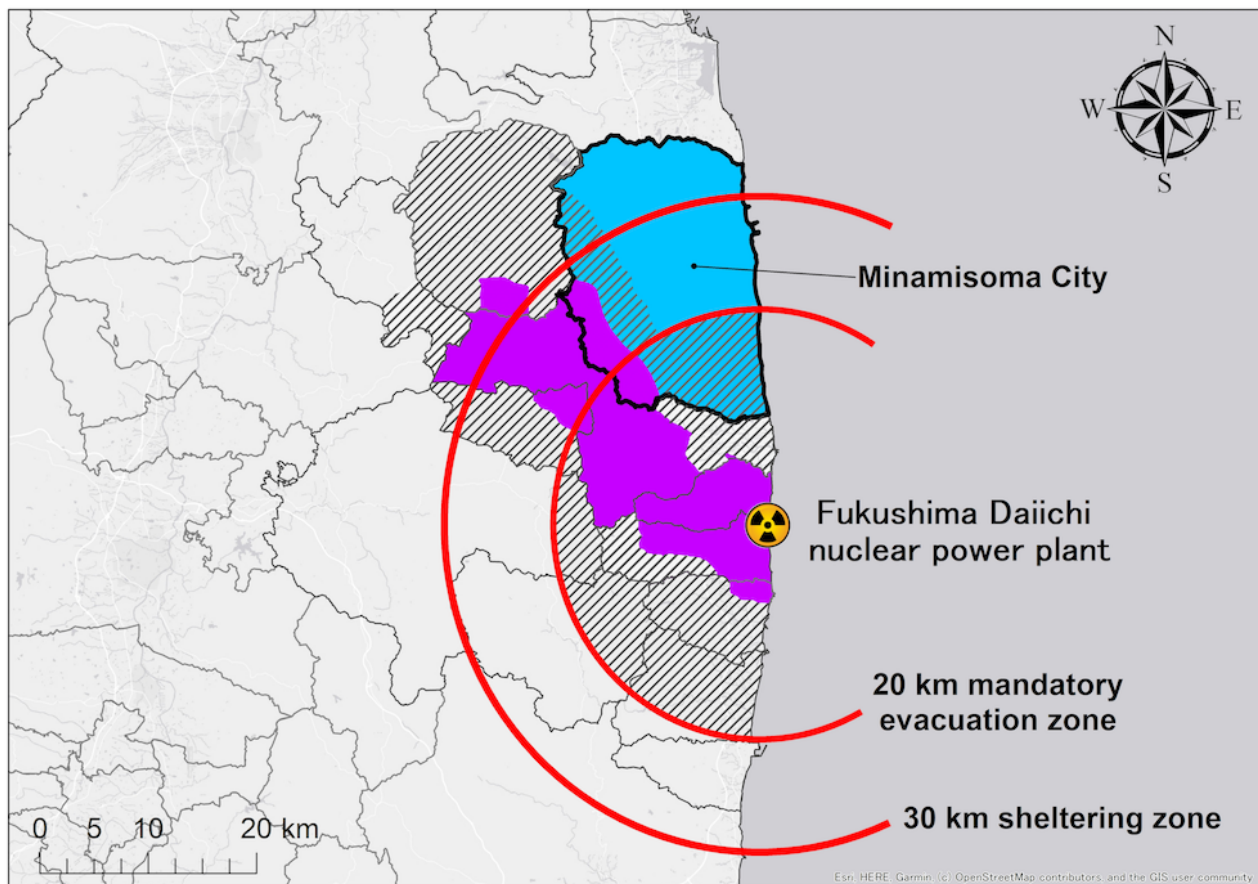 N
W E
S
Minamisoma City
Fukushima Daiichi
nuclear power plant
20 km mandatory
evacuation zone
30 km sheltering zone
0 5 10 20 km
Esri, HERE, Garmin, (c) OpenStreetMap contributors, and the GIS user community